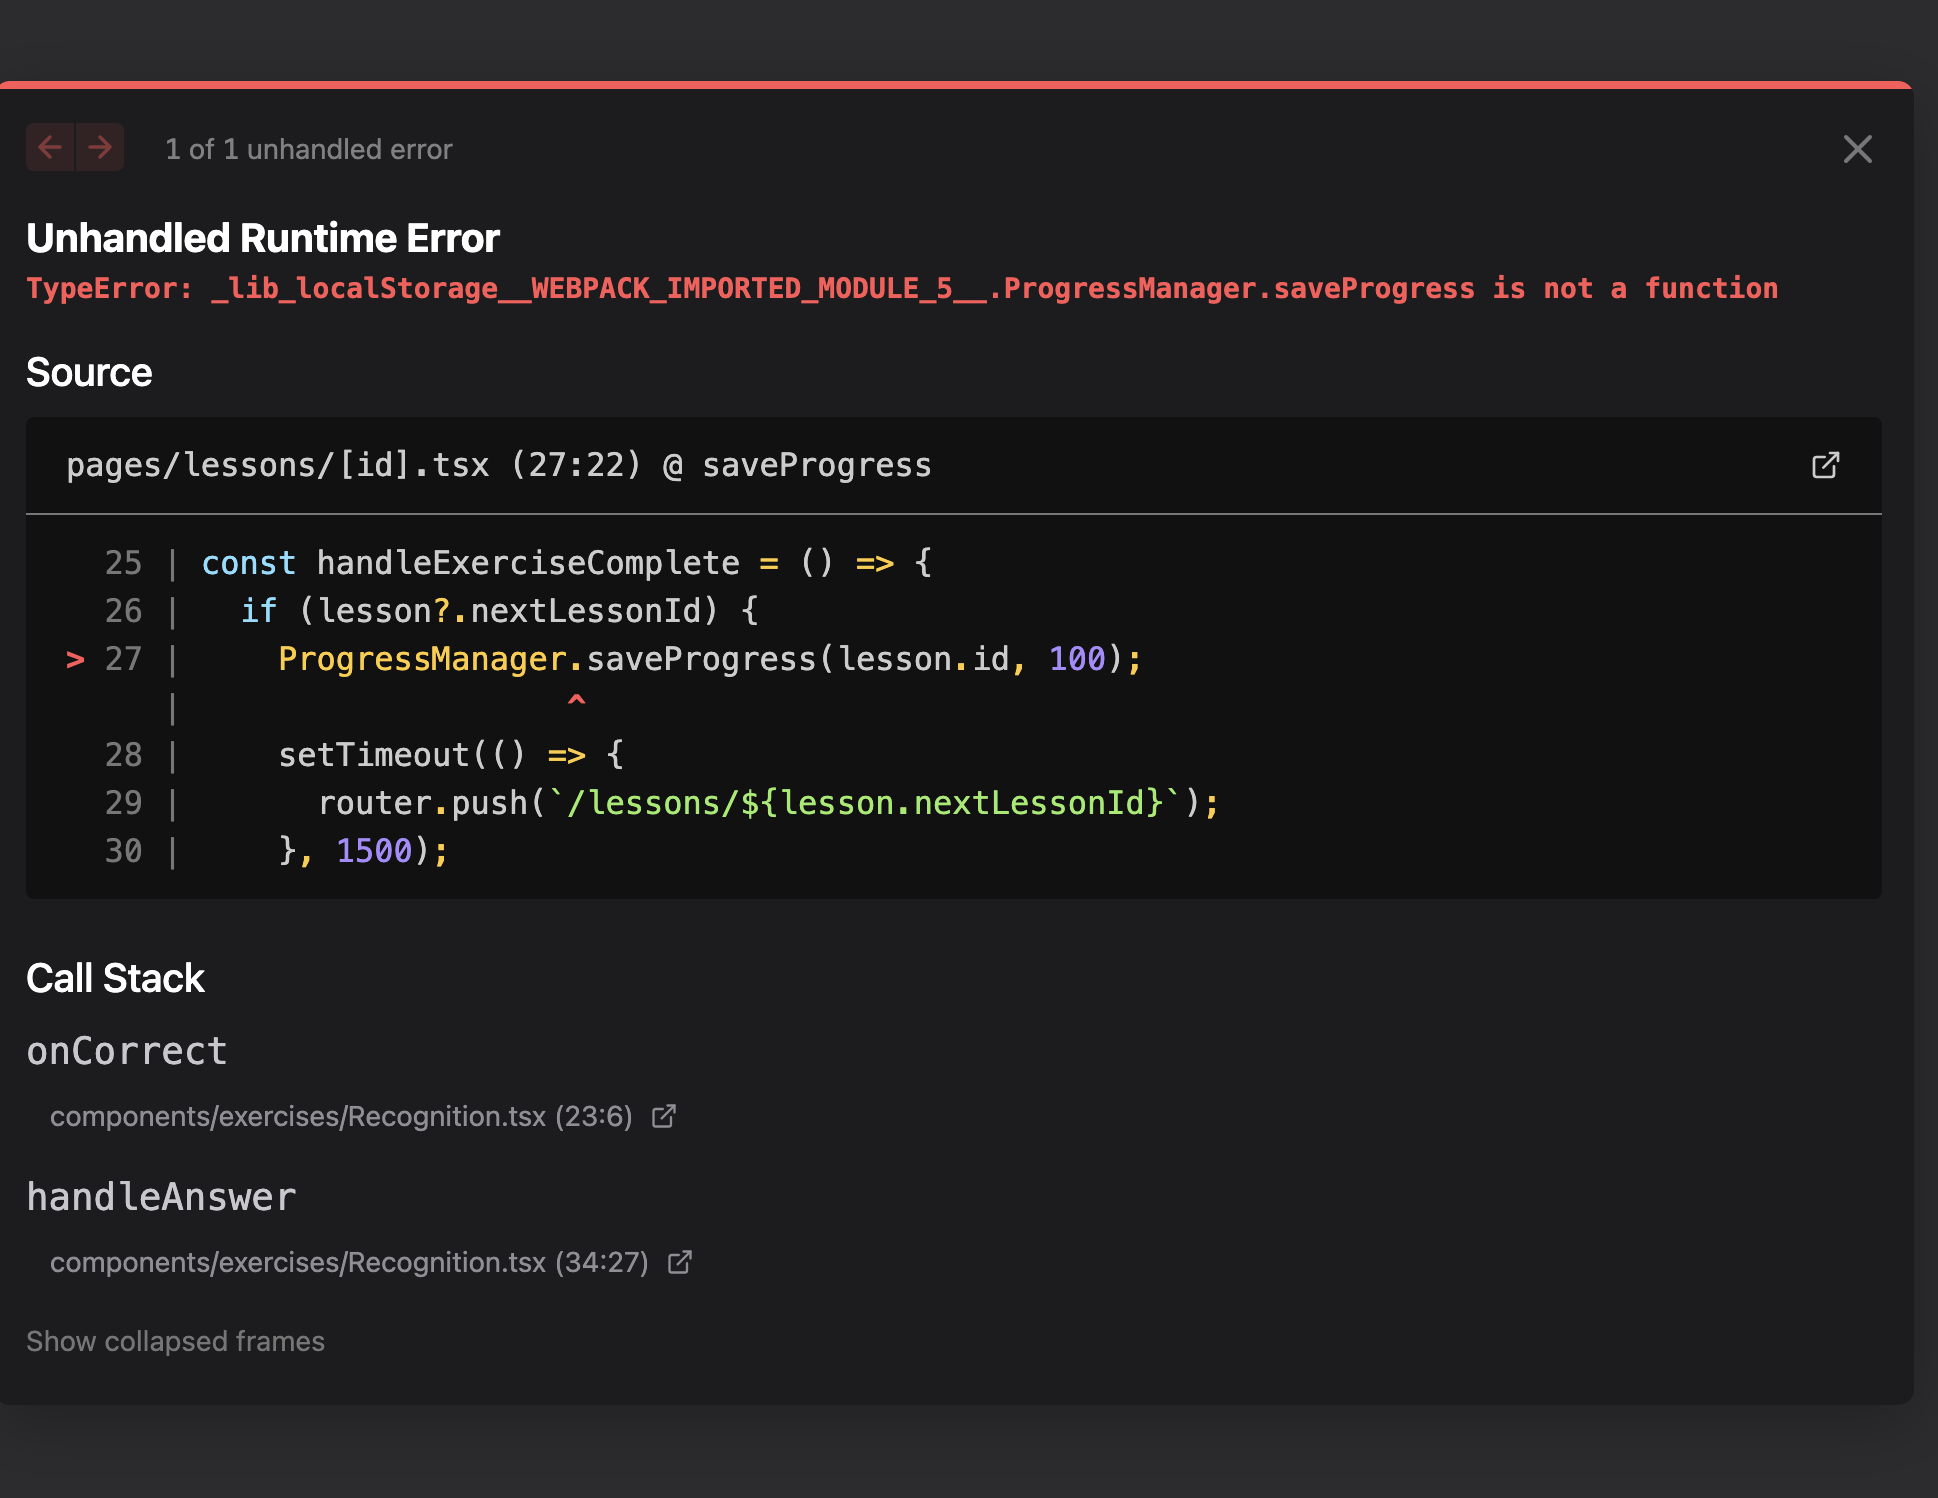 1 of 1 unhandled error
Unhandled Runtime Error
TypeError: _lib_localStorage__WEBPACK_IMPORTED_MODULE_5__.ProgressManager.saveProgress is not a function
Source
pages/lessons/[id].tsx (27:22) @ saveProgress
25 | const handleExerciseComplete = () => {
26 |   if (lesson?.nextLessonId) {
> 27 |     ProgressManager.saveProgress(lesson.id, 100);
|                    ^
28 |     setTimeout(() => {
29 |       router.push(`/lessons/${lesson.nextLessonId}`);
30 |     }, 1500);
Call Stack
onCorrect
components/exercises/Recognition.tsx (23:6)
handleAnswer
components/exercises/Recognition.tsx (34:27)
Show collapsed frames